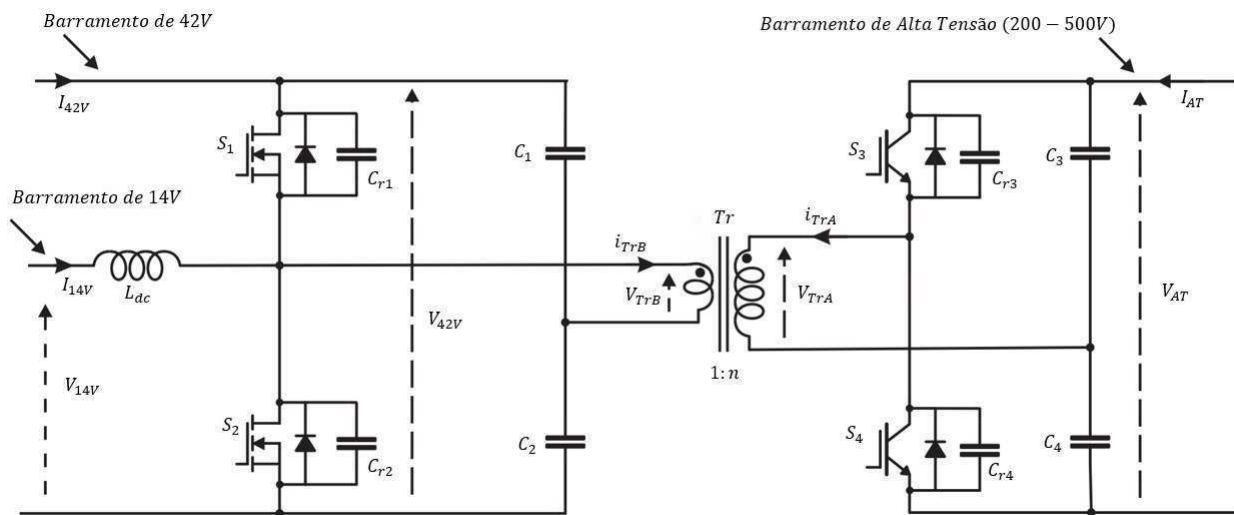 Barramento de 42V
Barramento de Alta Tensão (200 − 500V)
I42V
IAT
S1
Cr1
C1
S3
Cr3
C3
Barramento de 14V
I14V
Ldc
iTrB
Tr
iTrA
VTrB
VTrA
V42V
VAT
1: n
V14V
S2
Cr2
C2
S4
Cr4
C4